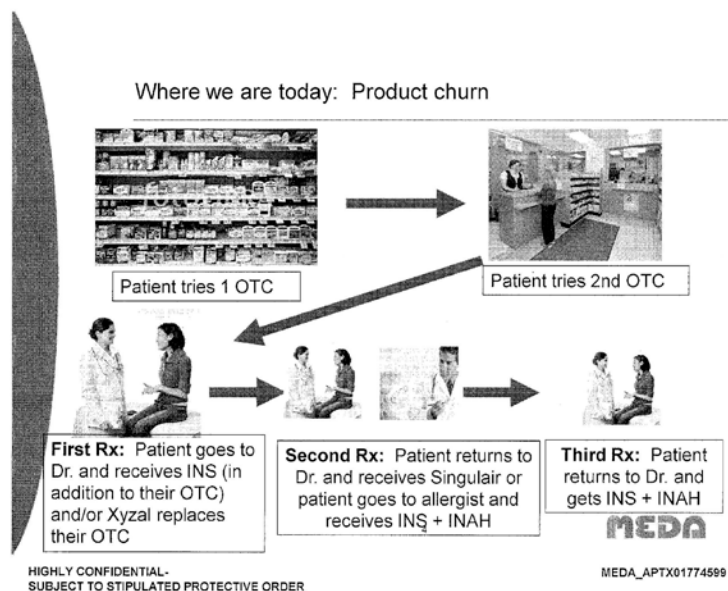 Where we are today: Product churn
Patient tries 1 OTC
Patient tries 2nd OTC
First Rx: Patient goes to
Dr. and receives INS (in
addition to their OTC)
and/or Xyzal replaces
their OTC
Second Rx: Patient returns to
Dr. and receives Singulair or
patient goes to allergist and
receives INS + INAH
2
Third Rx: Patient
returns to Dr. and
gets INS + INAH
MEDA
HIGHLY CONFIDENTIAL-
SUBJECT TO STIPULATED PROTECTIVE ORDER
MEDA_APTX01774599